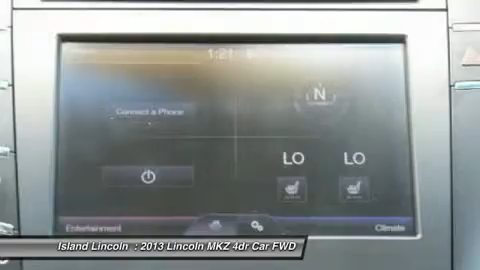 1:21
N
Connect a Phone
LO LO
Entertainment
Climate
Island Lincoln : 2013 Lincoln MKZ 4dr Car FWD